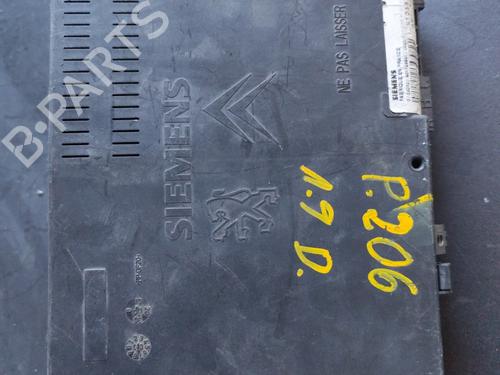 B-PARTS
SIEMENS
NE PAS LAISSER
SIEMENS
P.206
1.9 D.